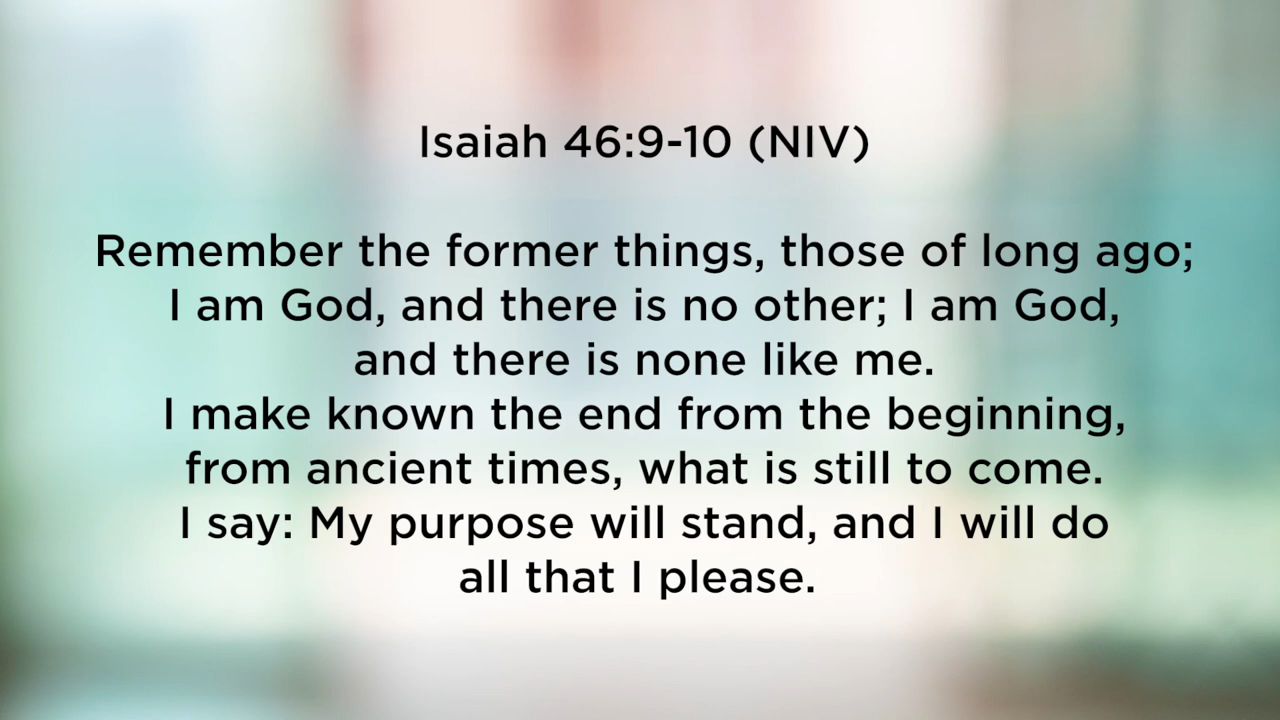 Isaiah 46:9-10 (NIV)
Remember the former things, those of long ago;
I am God, and there is no other; I am God,
and there is none like me.
I make known the end from the beginning,
from ancient times, what is still to come.
I say: My purpose will stand, and I will do
all that I please.